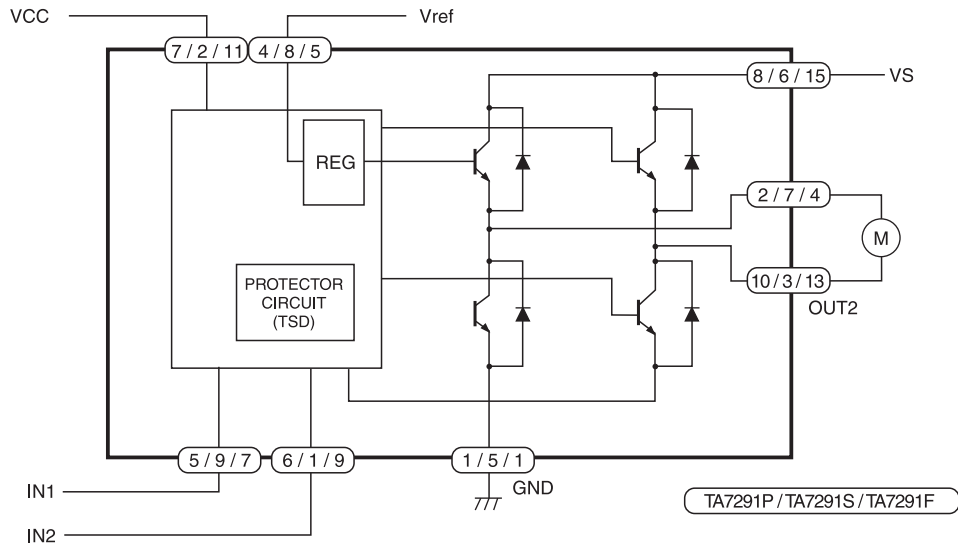 VCC
Vref
7 / 2 / 11
4 / 8 / 5
8 / 6 / 15
VS
REG
2 / 7 / 4
M
PROTECTOR
CIRCUIT
(TSD)
10 / 3 / 13
OUT2
5 / 9 / 7
6 / 1 / 9
1 / 5 / 1
GND
IN1
TA7291P / TA7291S / TA7291F
IN2